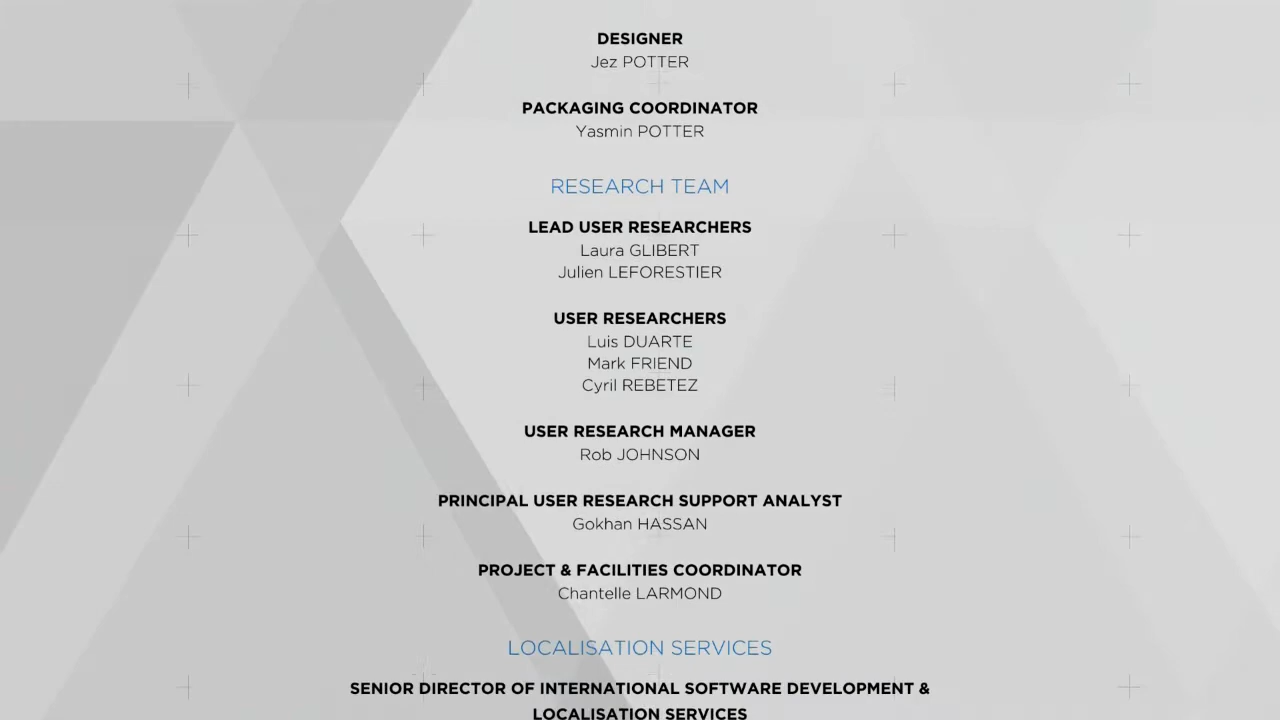 DESIGNER
Jez POTTER
PACKAGING COORDINATOR
Yasmin POTTER
RESEARCH TEAM
LEAD USER RESEARCHERS
Laura GLIBERT
Julien LEFORESTIER
USER RESEARCHERS
Luis DUARTE
Mark FRIEND
Cyril REBETEZ
USER RESEARCH MANAGER
Rob JOHNSON
PRINCIPAL USER RESEARCH SUPPORT ANALYST
Gokhan HASSAN
PROJECT & FACILITIES COORDINATOR
Chantelle LARMOND
LOCALISATION SERVICES
SENIOR DIRECTOR OF INTERNATIONAL SOFTWARE DEVELOPMENT &
LOCALISATION SERVICES